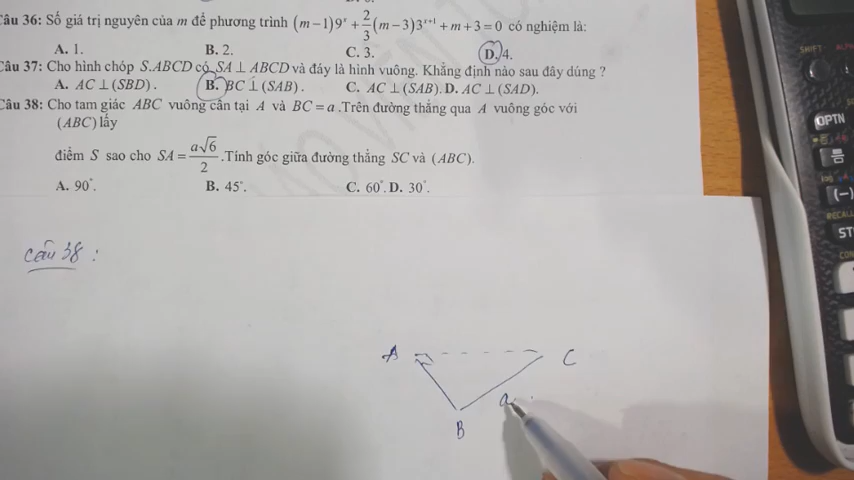 Câu 36: Số giá trị nguyên của m để phương trình (m−1)9^x + 2/3(m−3)3^(x+1) + m+3 = 0 có nghiệm là:
A. 1. B. 2. C. 3. D. 4.
Câu 37: Cho hình chóp S.ABCD có SA ⊥ ABCD và đáy là hình vuông. Khẳng định nào sau đây đúng ?
A. AC ⊥ (SBD). B. BC ⊥ (SAB). C. AC ⊥ (SAB). D. AC ⊥ (SAD).
Câu 38: Cho tam giác ABC vuông cân tại A và BC = a .Trên đường thẳng qua A vuông góc với
(ABC) lấy
điểm S sao cho SA = a√6/2 .Tính góc giữa đường thẳng SC và (ABC).
A. 90°. B. 45°. C. 60°. D. 30°.
Câu 38 :
A C
a
B
SHIFT
OPTN
(−)